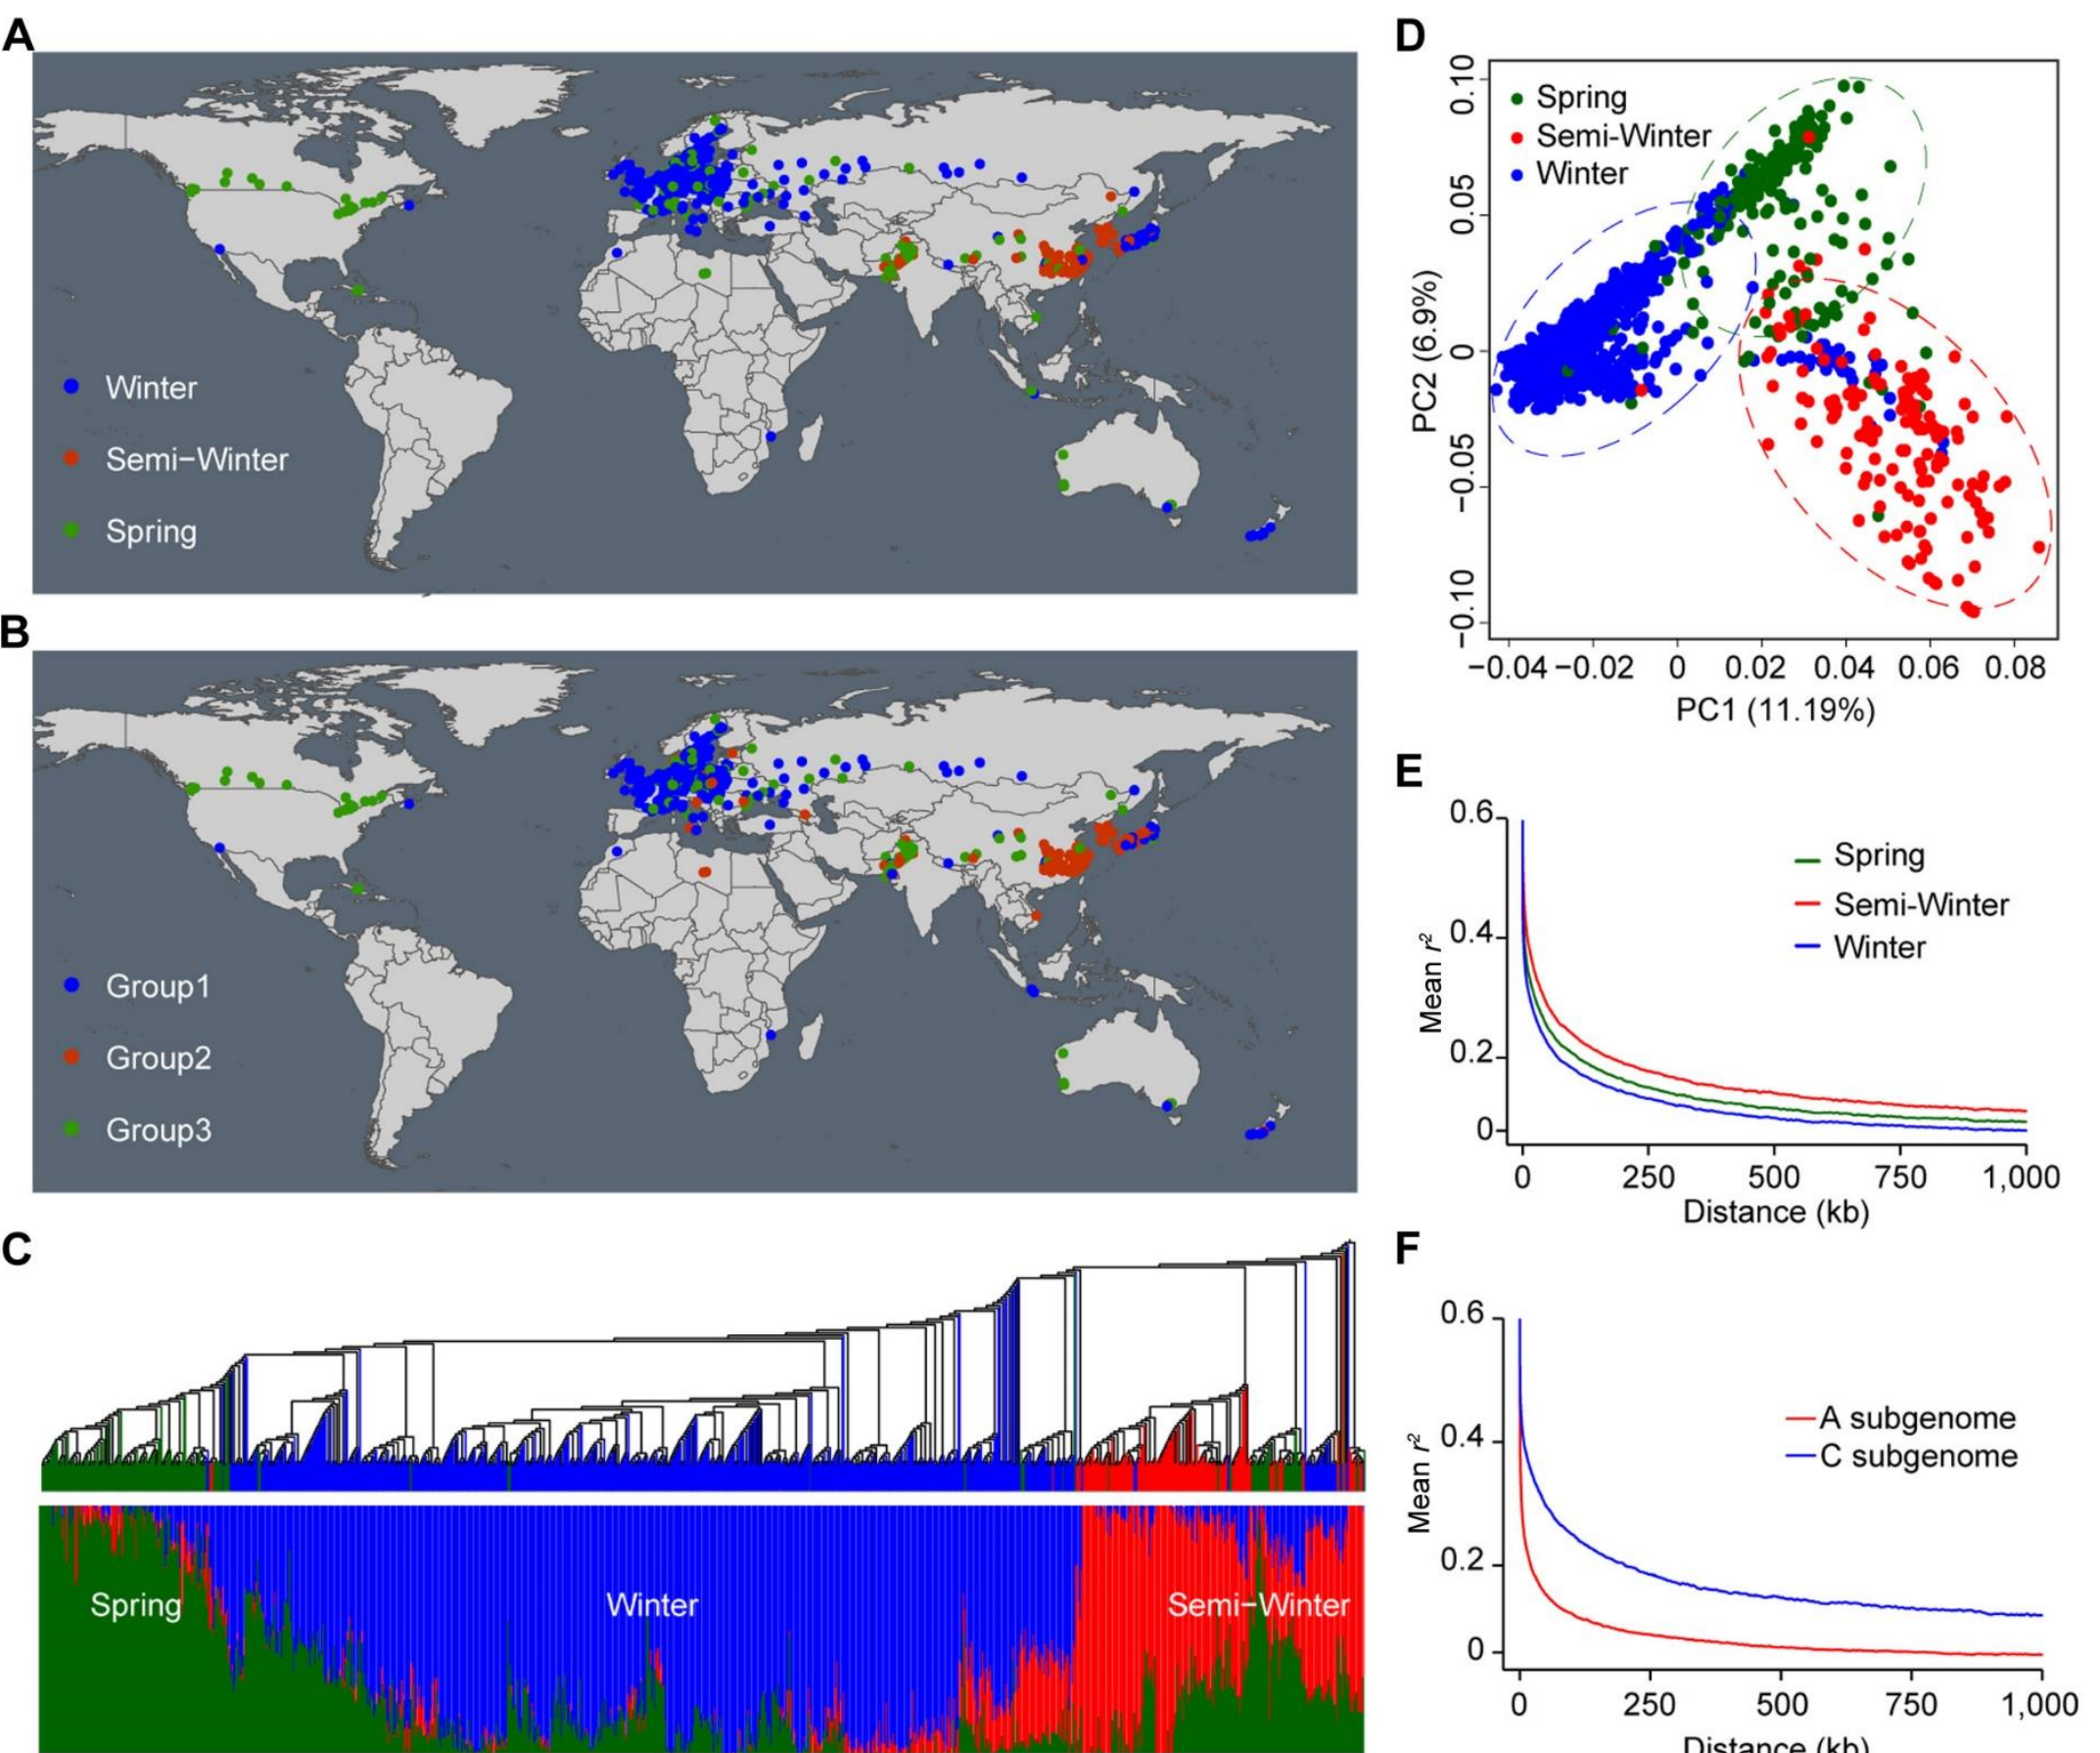 A
Winter
Semi−Winter
Spring
B
Group1
Group2
Group3
C
Spring
Winter
Semi−Winter
D
Spring
Semi-Winter
Winter
PC2 (6.9%)
0.10
0.05
0
−0.05
−0.10
−0.04 −0.02 0 0.02 0.04 0.06 0.08
PC1 (11.19%)
E
Mean r²
0.6
0.4
0.2
0
Spring
Semi-Winter
Winter
0 250 500 750 1,000
Distance (kb)
F
Mean r²
0.6
0.4
0.2
0
A subgenome
C subgenome
0 250 500 750 1,000
Distance (kb)